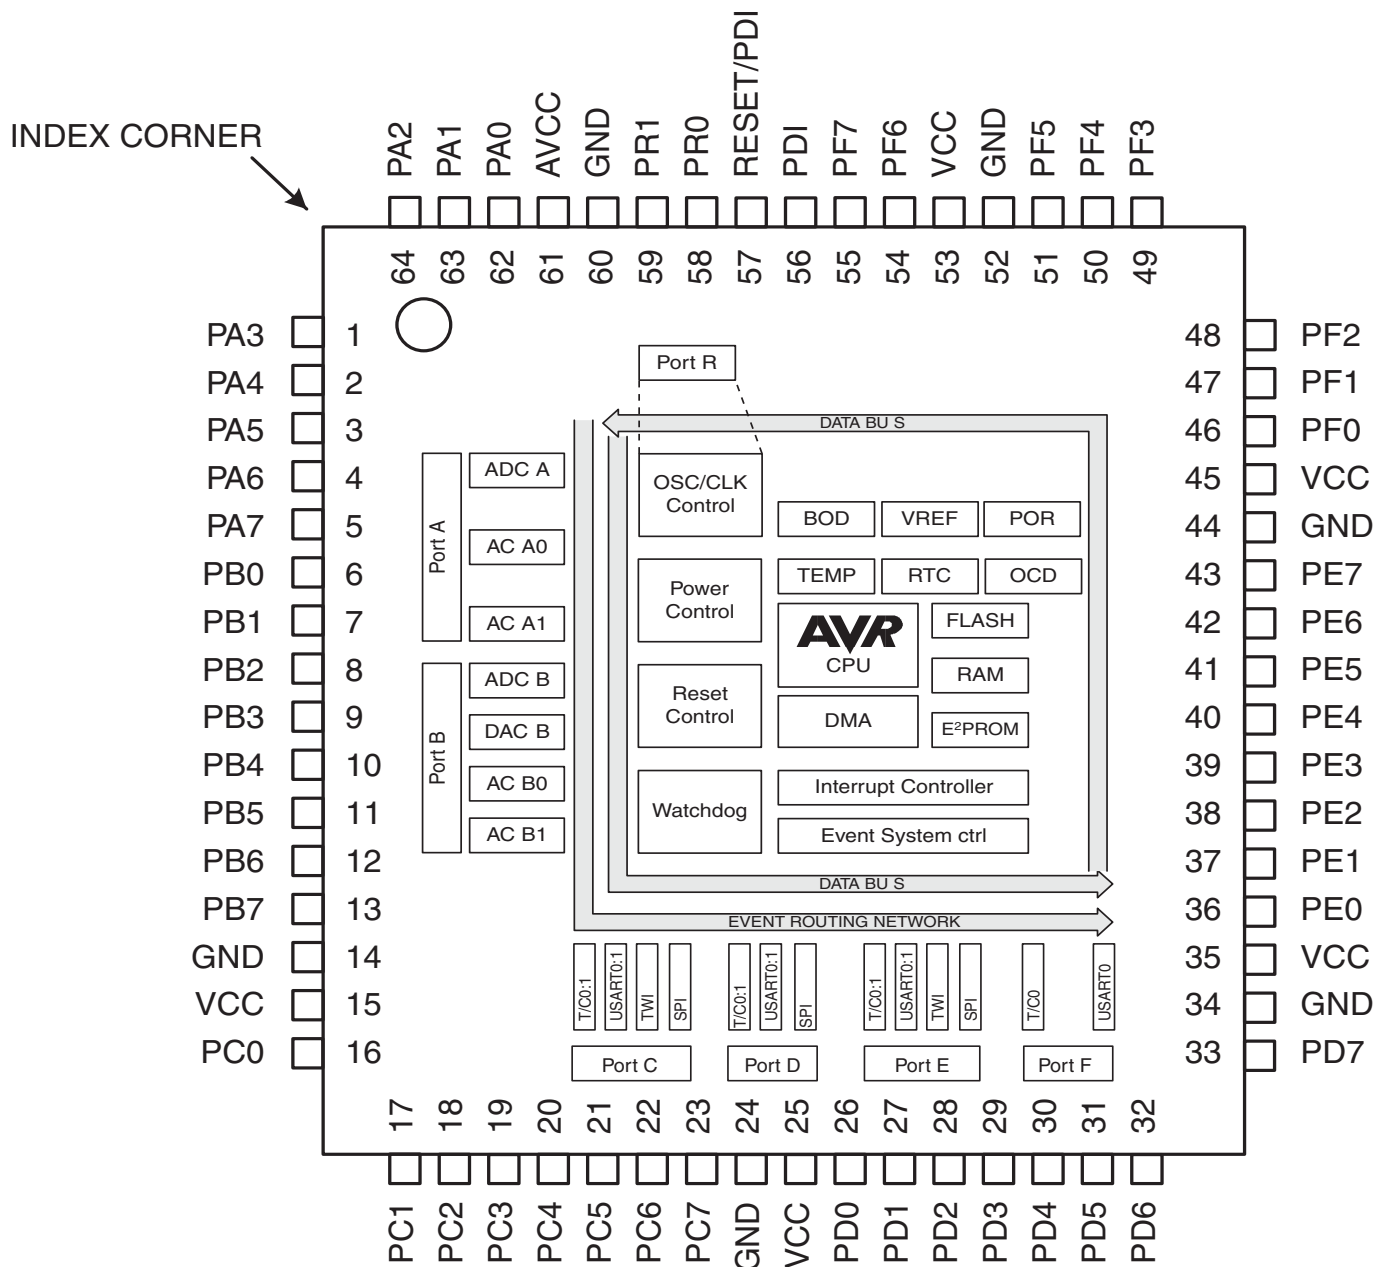 INDEX CORNER
PA2
PA1
PA0
AVCC
GND
PR1
PR0
RESET/PDI
PDI
PF7
PF6
VCC
GND
PF5
PF4
PF3
64
63
62
61
60
59
58
57
56
55
54
53
52
51
50
49
PA3 1
PA4 2
PA5 3
PA6 4
PA7 5
PB0 6
PB1 7
PB2 8
PB3 9
PB4 10
PB5 11
PB6 12
PB7 13
GND 14
VCC 15
PC0 16
48 PF2
47 PF1
46 PF0
45 VCC
44 GND
43 PE7
42 PE6
41 PE5
40 PE4
39 PE3
38 PE2
37 PE1
36 PE0
35 VCC
34 GND
33 PD7
Port R
DATA BU S
Port A
ADC A
AC A0
AC A1
Port B
ADC B
DAC B
AC B0
AC B1
OSC/CLK
Control
Power
Control
Reset
Control
Watchdog
BOD
VREF
POR
TEMP
RTC
OCD
AVR
CPU
FLASH
RAM
DMA
E²PROM
Interrupt Controller
Event System ctrl
DATA BU S
EVENT ROUTING NETWORK
T/C0:1
USART0:1
TWI
SPI
T/C0:1
USART0:1
SPI
T/C0:1
USART0:1
TWI
SPI
T/C0
USART0
Port C
Port D
Port E
Port F
17
18
19
20
21
22
23
24
25
26
27
28
29
30
31
32
PC1
PC2
PC3
PC4
PC5
PC6
PC7
GND
VCC
PD0
PD1
PD2
PD3
PD4
PD5
PD6